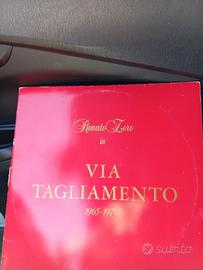 Renato Zero
in
VIA
TAGLIAMENTO
1965-1970
subito